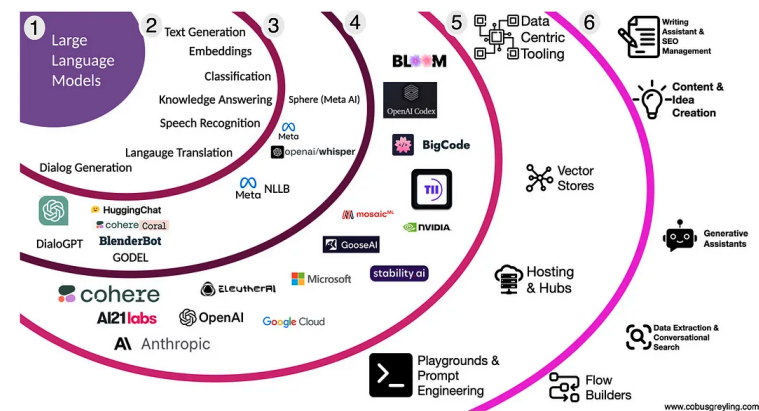 1
2
3
4
5
6
Large
Language
Models
Text Generation
Embeddings
Classification
Knowledge Answering
Speech Recognition
Langauge Translation
Dialog Generation
Sphere (Meta AI)
Meta
openai/whisper
Meta
NLLB
DialoGPT
HuggingChat
cohere Coral
BlenderBot
GODEL
BLOOM
OpenAI Codex
BigCode
TII
mosaicML
NVIDIA.
GooseAI
Microsoft
stability ai
cohere
EleutherAI
AI21labs
OpenAI
Google Cloud
AI Anthropic
Data
Centric
Tooling
Vector
Stores
Hosting
& Hubs
Playgrounds &
Prompt
Engineering
Flow
Builders
Writing
Assistant &
SEO
Management
Content &
Idea
Creation
Generative
Assistants
Data Extraction &
Conversational
Search
www.cobusgreyling.com